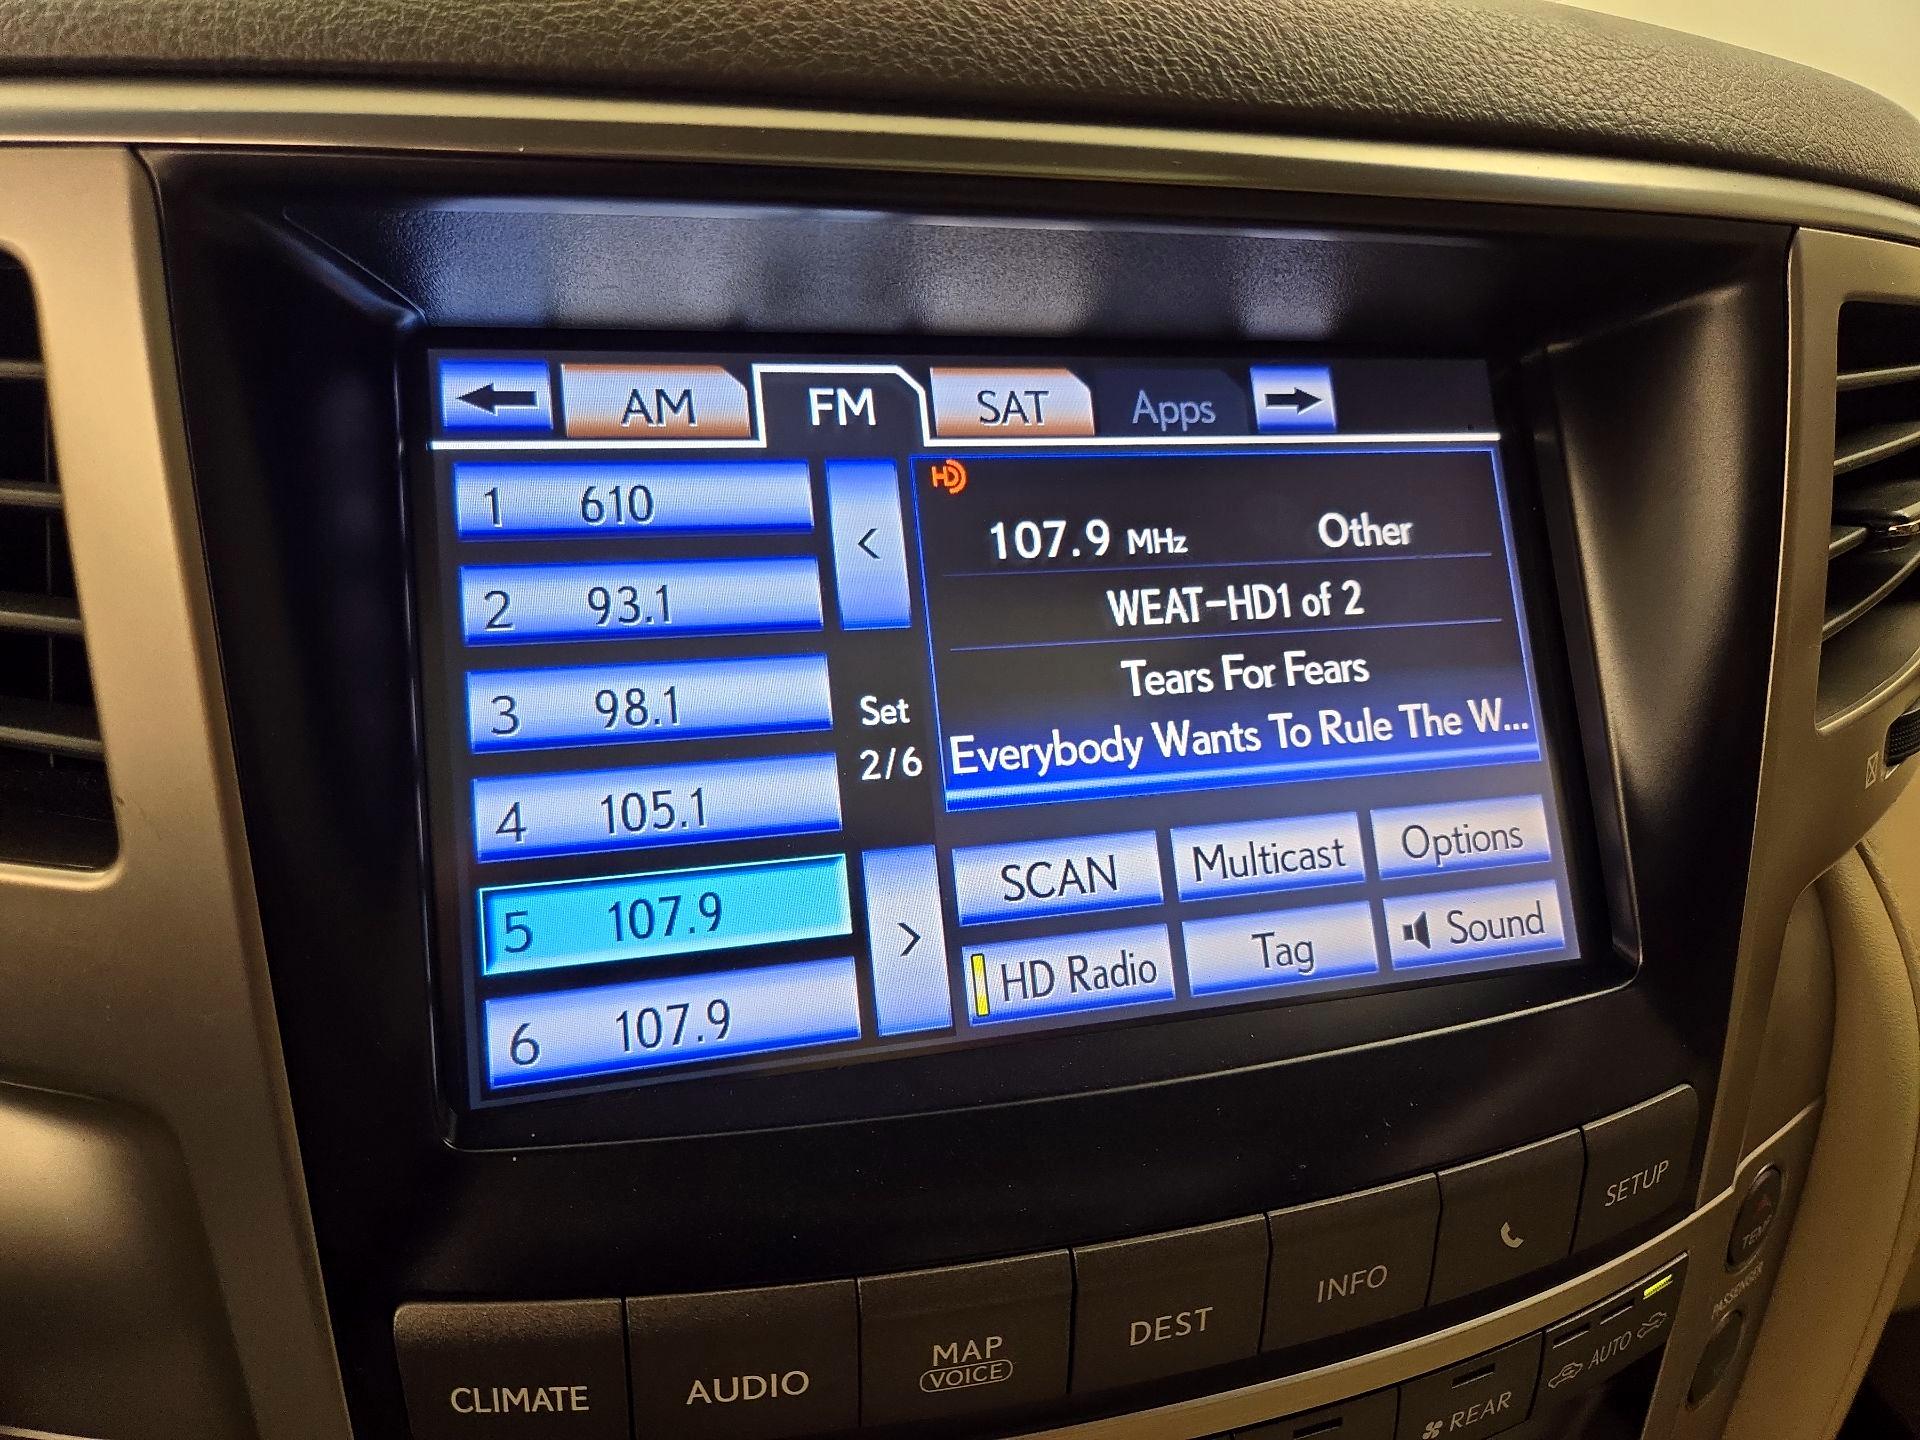 AM FM SAT Apps
1 610
2 93.1
3 98.1
4 105.1
5 107.9
6 107.9
<
Set
2/6
>
HD
107.9 MHz Other
WEAT-HD1 of 2
Tears For Fears
Everybody Wants To Rule The W...
SCAN Multicast Options
HD Radio Tag Sound
CLIMATE AUDIO MAP DEST INFO SETUP
VOICE
TEMP
PASSENGER
REAR AUTO